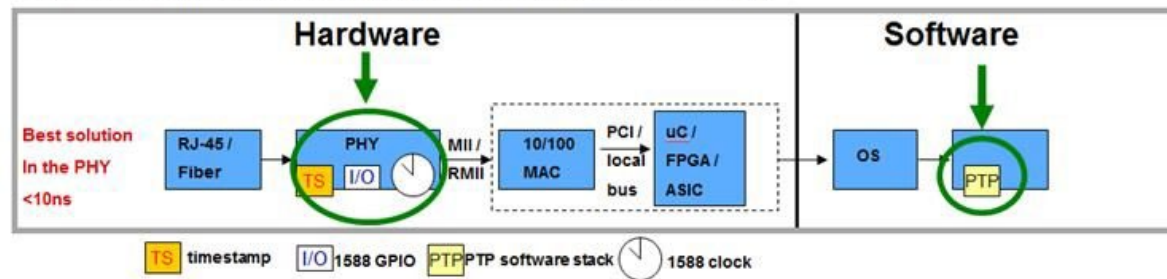 Hardware
Software
Best solution
In the PHY
<10ns
RJ-45 /
Fiber
PHY
TS
I/O
MII /
RMII
10/100
MAC
PCI /
local
bus
uC /
FPGA /
ASIC
OS
PTP
TS timestamp
I/O 1588 GPIO
PTP PTP software stack
1588 clock